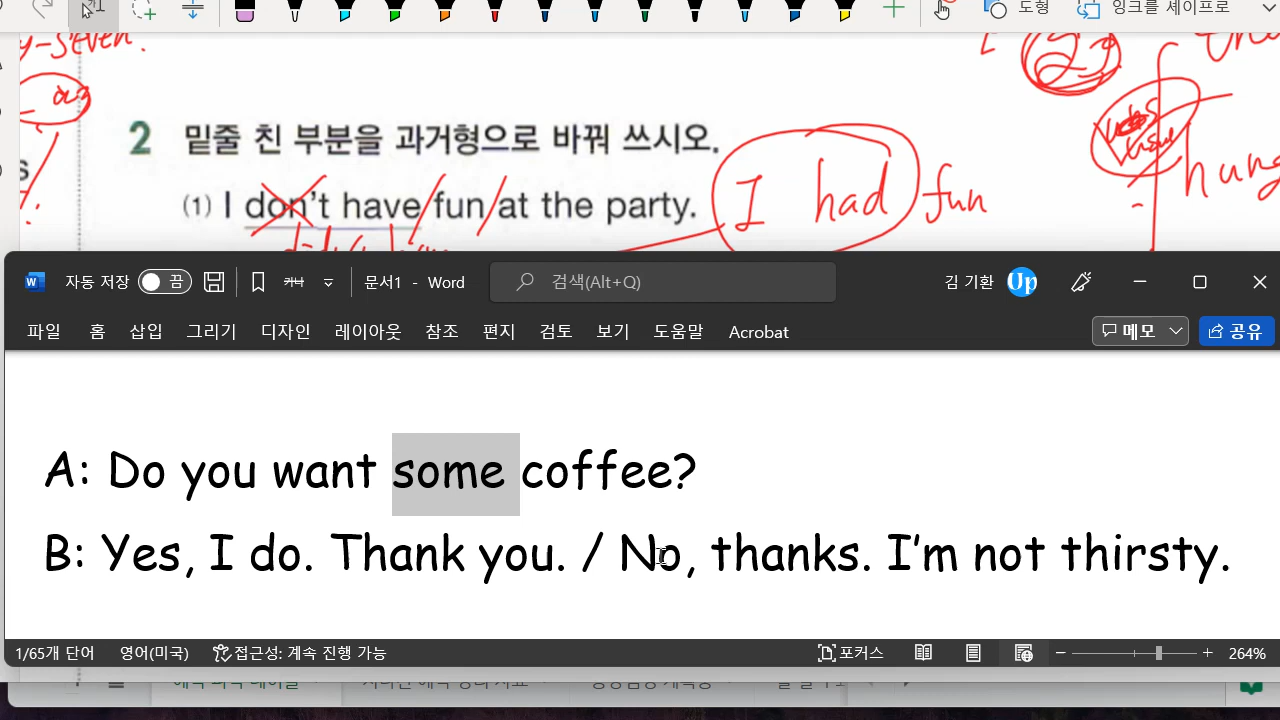 도형
잉크를 셰이프로
y-seven.
2 밑줄 친 부분을 과거형으로 바꿔 쓰시오.
(1) I don't have fun at the party. I had fun
자동 저장 끔 가나 문서1 - Word 검색(Alt+Q) 김 기환 Up
파일 홈 삽입 그리기 디자인 레이아웃 참조 편지 검토 보기 도움말 Acrobat 메모 공유
A: Do you want some coffee?
B: Yes, I do. Thank you. / No, thanks. I'm not thirsty.
1/65개 단어 영어(미국) 접근성: 계속 진행 가능 포커스 264%